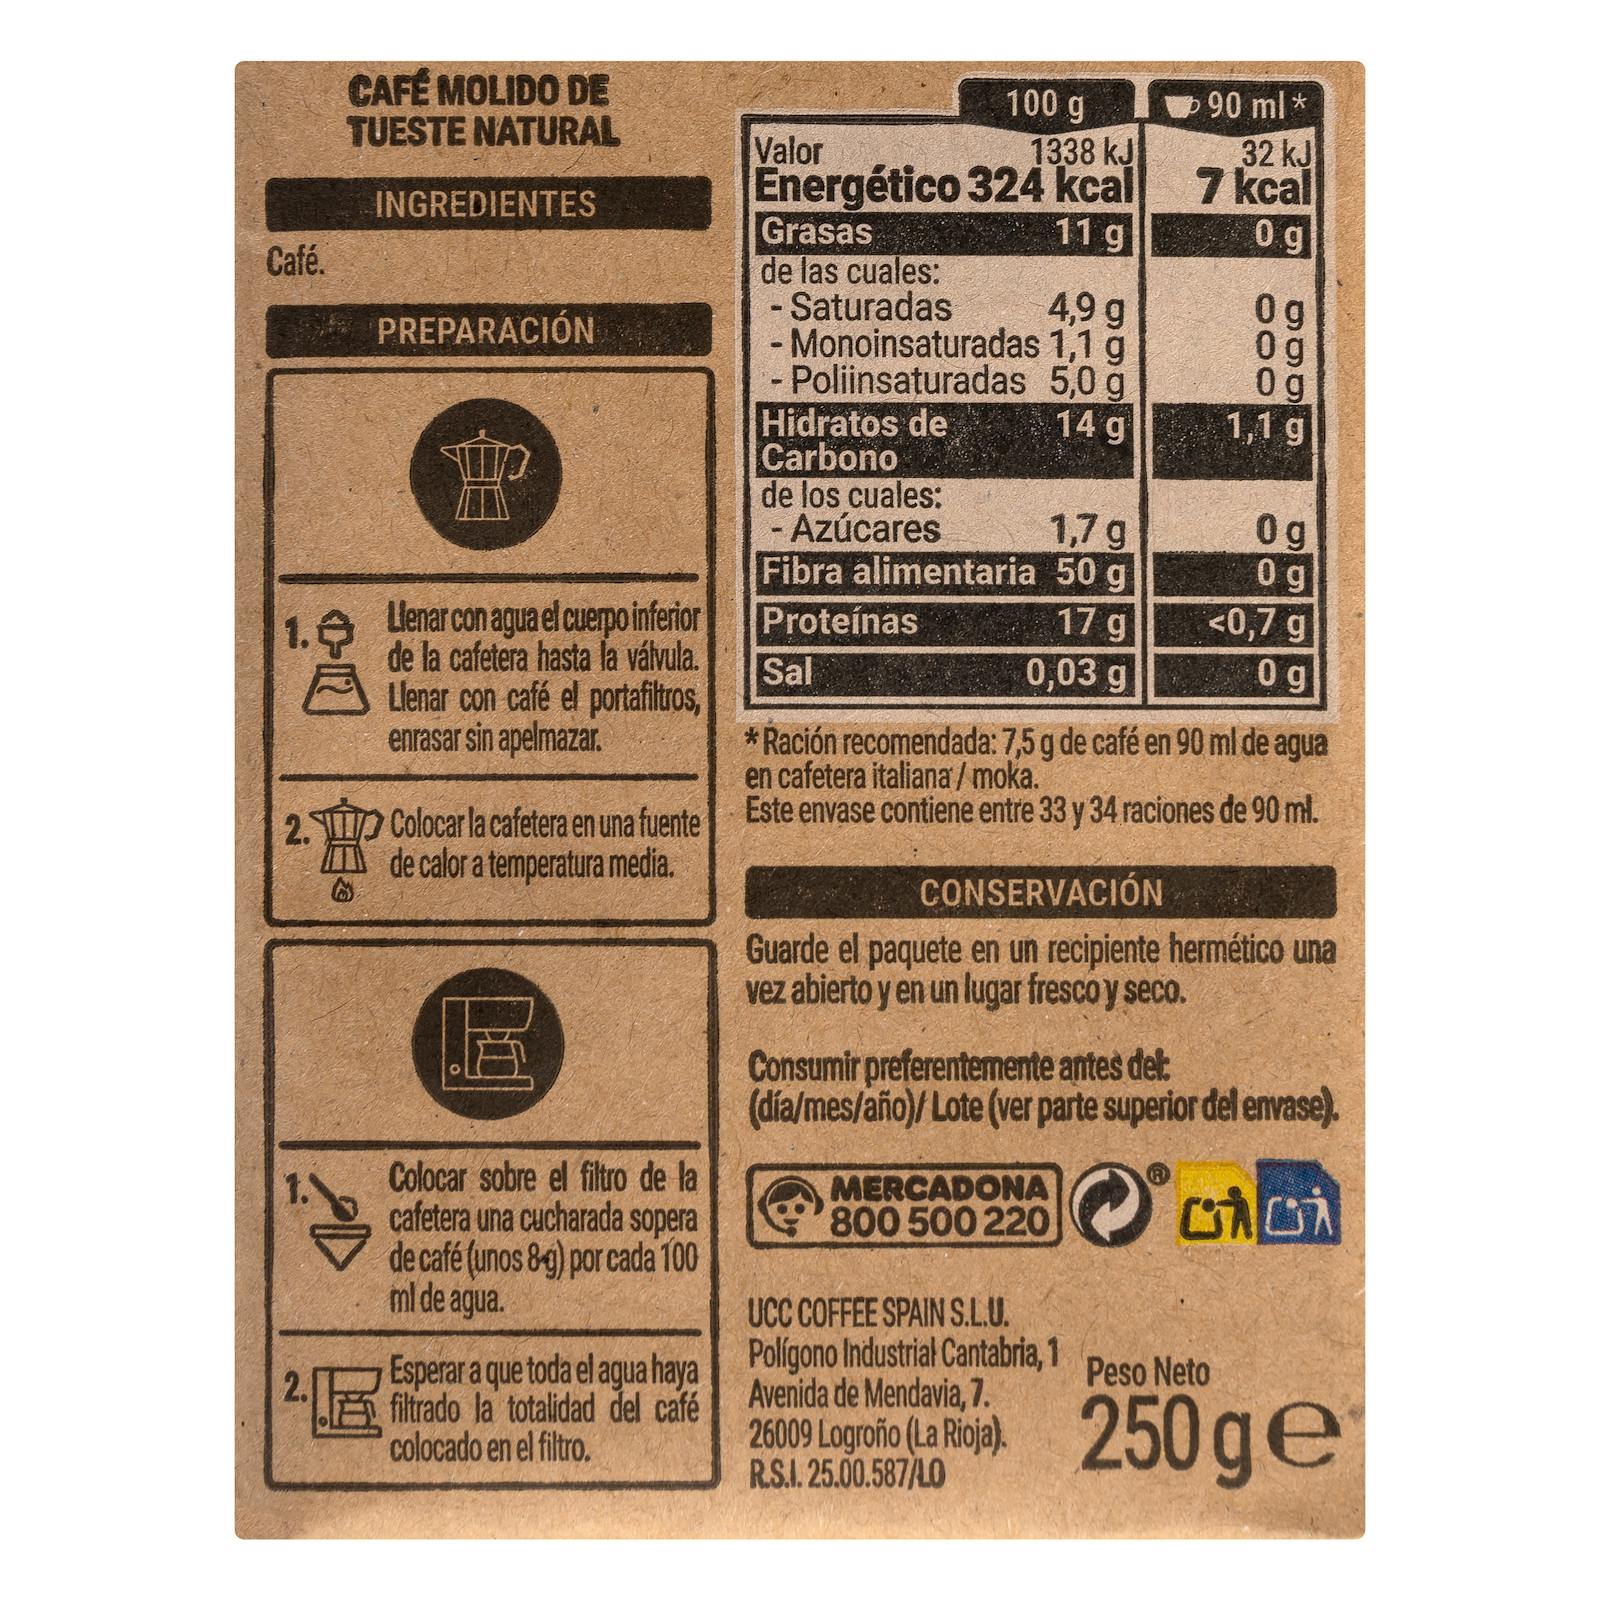 CAFÉ MOLIDO DE
TUESTE NATURAL
INGREDIENTES
Café.
PREPARACIÓN
1. Llenar con agua el cuerpo inferior
de la cafetera hasta la válvula.
Llenar con café el portafiltros,
enrasar sin apelmazar.
2. Colocar la cafetera en una fuente
de calor a temperatura media.
1. Colocar sobre el filtro de la
cafetera una cucharada sopera
de café (unos 8 g) por cada 100
ml de agua.
2. Esperar a que toda el agua haya
filtrado la totalidad del café
colocado en el filtro.
100 g 90 ml*
Valor 1338 kJ 32 kJ
Energético 324 kcal 7 kcal
Grasas 11 g 0 g
de las cuales:
- Saturadas 4,9 g 0 g
- Monoinsaturadas 1,1 g 0 g
- Poliinsaturadas 5,0 g 0 g
Hidratos de 14 g 1,1 g
Carbono
de los cuales:
- Azúcares 1,7 g 0 g
Fibra alimentaria 50 g 0 g
Proteínas 17 g <0,7 g
Sal 0,03 g 0 g
*Ración recomendada: 7,5 g de café en 90 ml de agua
en cafetera italiana / moka.
Este envase contiene entre 33 y 34 raciones de 90 ml.
CONSERVACIÓN
Guarde el paquete en un recipiente hermético una
vez abierto y en un lugar fresco y seco.
Consumir preferentemente antes del:
(día/mes/año)/ Lote (ver parte superior del envase).
MERCADONA
800 500 220
®
UCC COFFEE SPAIN S.L.U.
Polígono Industrial Cantabria, 1
Avenida de Mendavia, 7.
26009 Logroño (La Rioja).
R.S.I. 25.00.587/LO
Peso Neto
250 g e